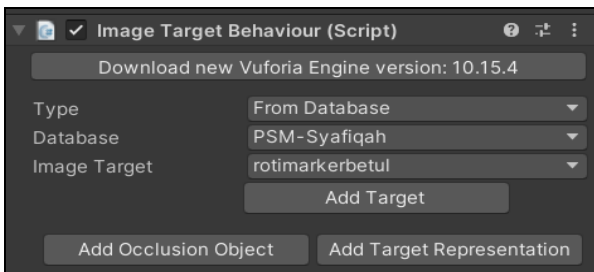 Image Target Behaviour (Script)
Download new Vuforia Engine version: 10.15.4
Type From Database
Database PSM-Syafiqah
Image Target rotimarkerbetul
Add Target
Add Occlusion Object Add Target Representation